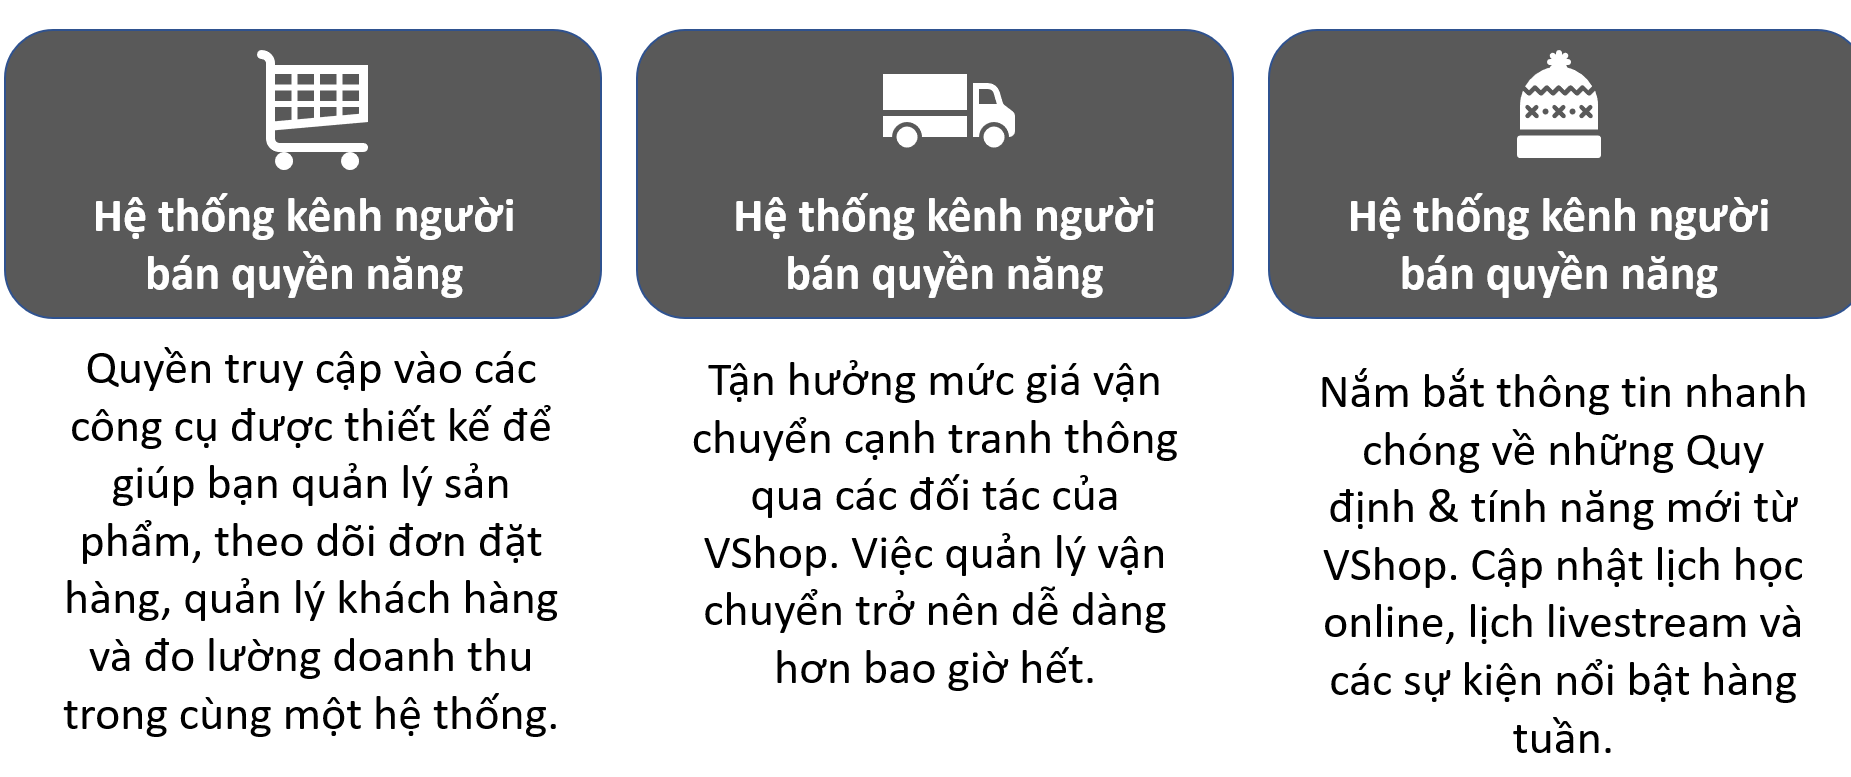 Hệ thống kênh người
bán quyền năng
Quyền truy cập vào các
công cụ được thiết kế để
giúp bạn quản lý sản
phẩm, theo dõi đơn đặt
hàng, quản lý khách hàng
và đo lường doanh thu
trong cùng một hệ thống.
Hệ thống kênh người
bán quyền năng
Tận hưởng mức giá vận
chuyển cạnh tranh thông
qua các đối tác của
VShop. Việc quản lý vận
chuyển trở nên dễ dàng
hơn bao giờ hết.
Hệ thống kênh người
bán quyền năng
Nắm bắt thông tin nhanh
chóng về những Quy
định & tính năng mới từ
VShop. Cập nhật lịch học
online, lịch livestream và
các sự kiện nổi bật hàng
tuần.